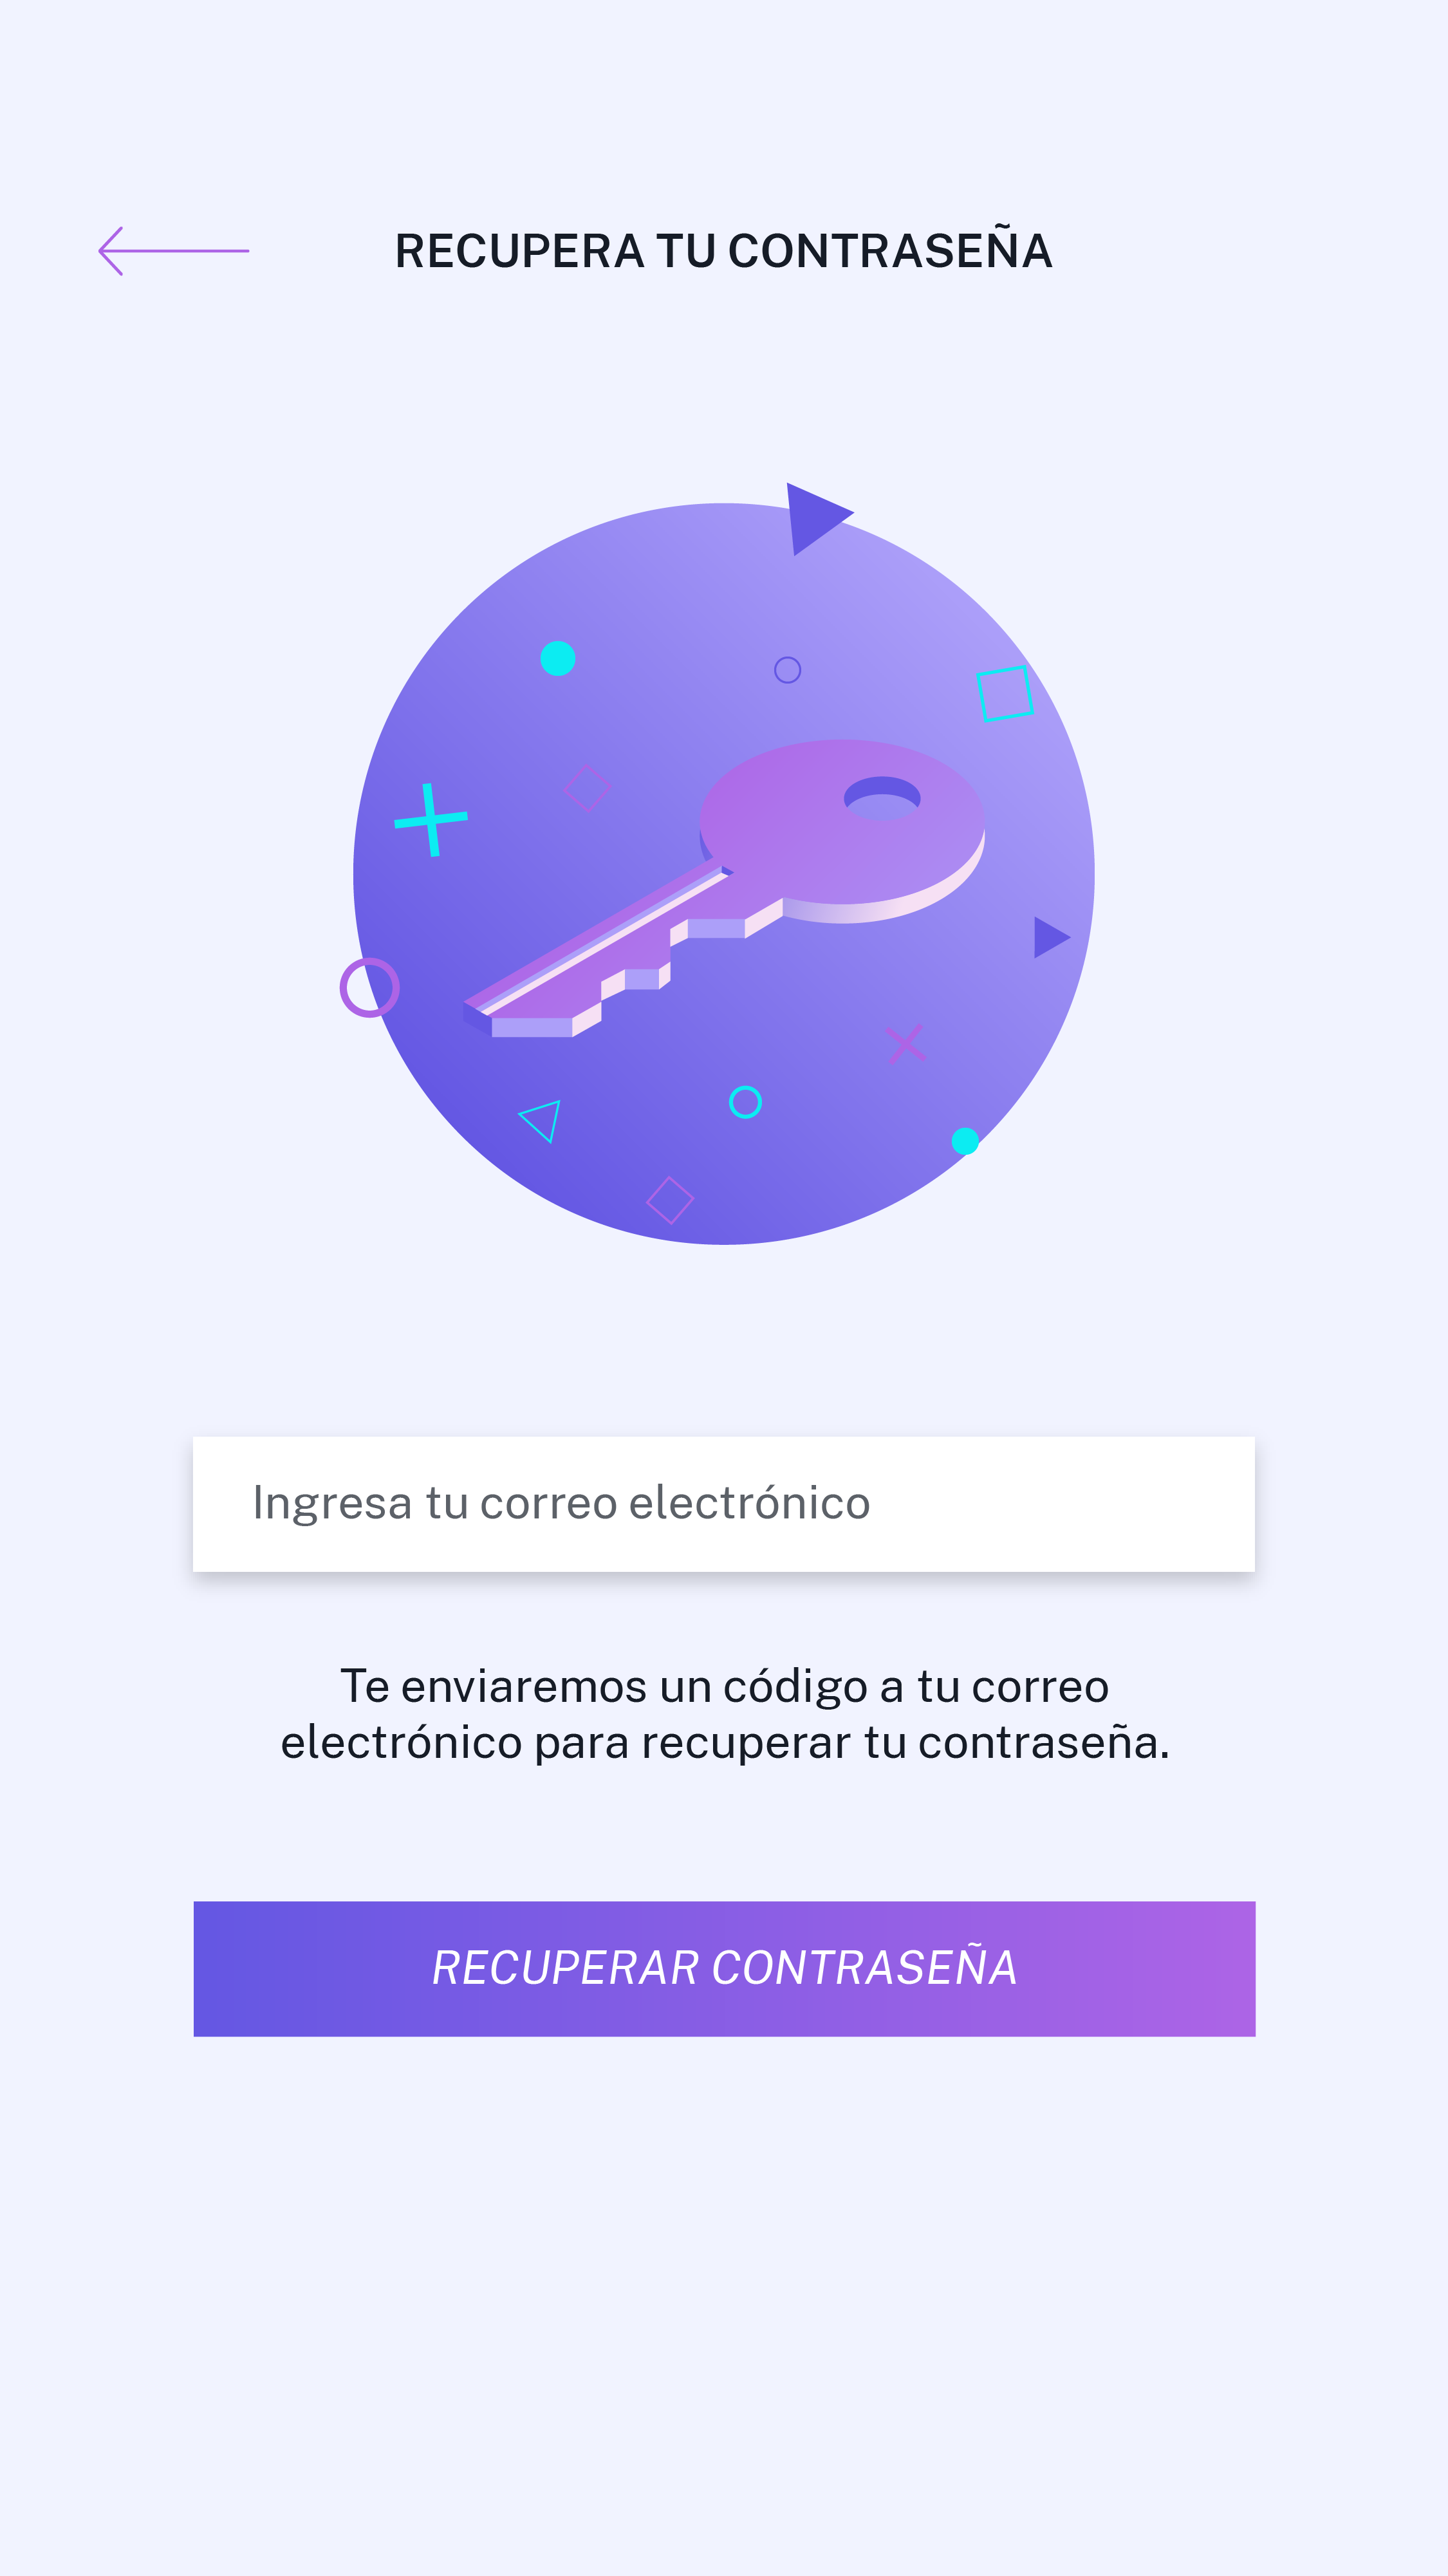 RECUPERA TU CONTRASEÑA
Ingresa tu correo electrónico
Te enviaremos un código a tu correo
electrónico para recuperar tu contraseña.
RECUPERAR CONTRASEÑA